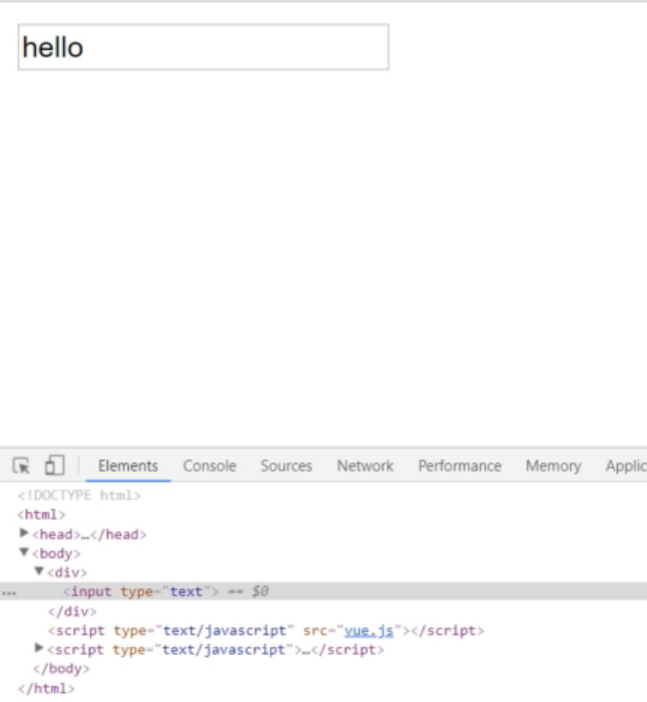 hello
Elements Console Sources Network Performance Memory Applic
<!DOCTYPE html>
<html>
▶<head>…</head>
▼<body>
▼<div>
... <input type="text"> == $0
</div>
<script type="text/javascript" src="vue.js"></script>
▶<script type="text/javascript">…</script>
</body>
</html>